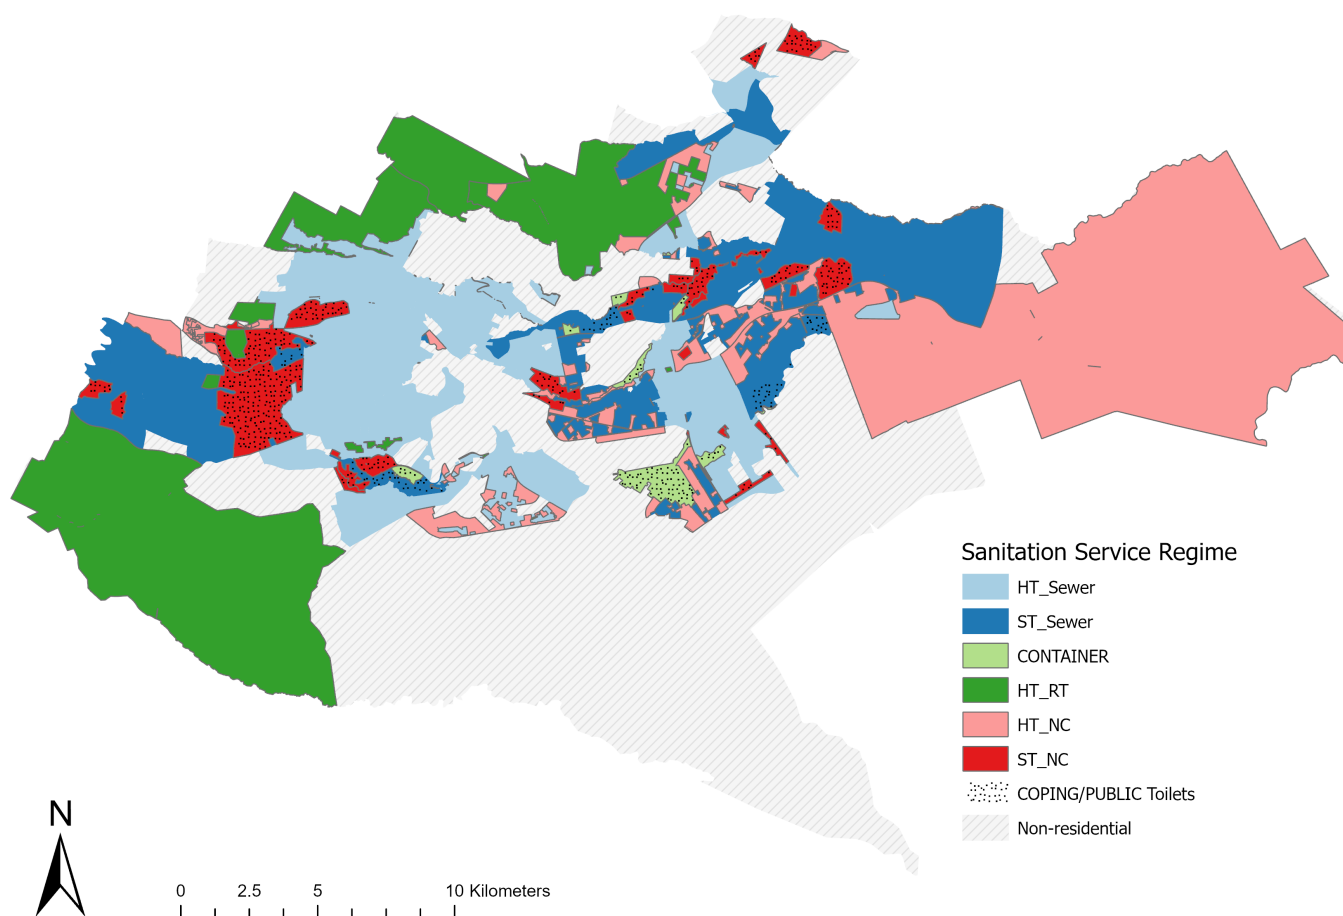 Sanitation Service Regime
HT_Sewer
ST_Sewer
CONTAINER
HT_RT
HT_NC
ST_NC
COPING/PUBLIC Toilets
Non-residential
N
0 2.5 5 10 Kilometers